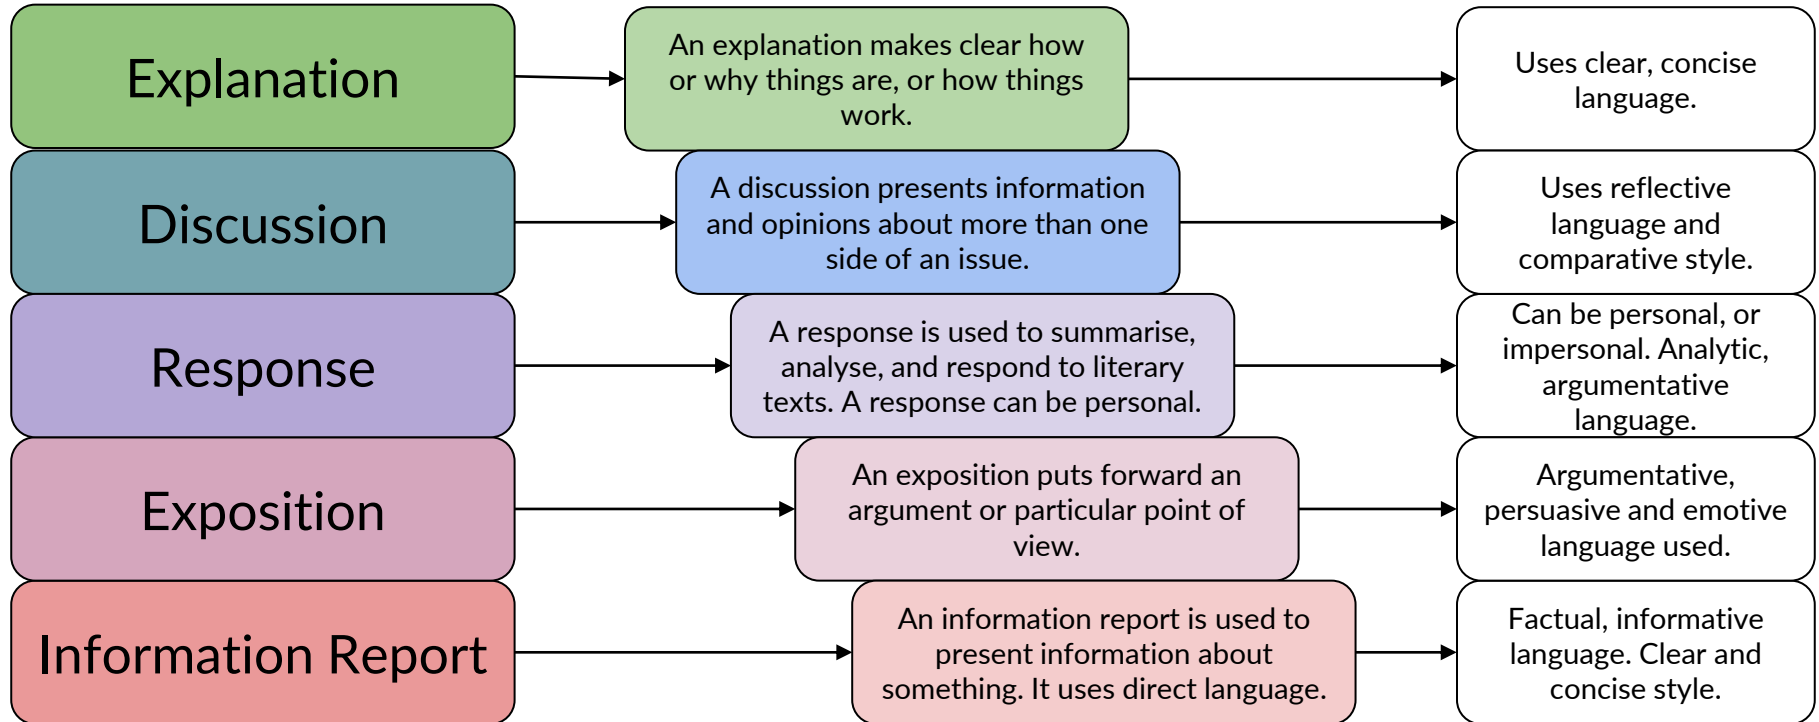 Explanation
An explanation makes clear how
or why things are, or how things
work.
Uses clear, concise
language.
Discussion
A discussion presents information
and opinions about more than one
side of an issue.
Uses reflective
language and
comparative style.
Response
A response is used to summarise,
analyse, and respond to literary
texts. A response can be personal.
Can be personal, or
impersonal. Analytic,
argumentative
language.
Exposition
An exposition puts forward an
argument or particular point of
view.
Argumentative,
persuasive and emotive
language used.
Information Report
An information report is used to
present information about
something. It uses direct language.
Factual, informative
language. Clear and
concise style.